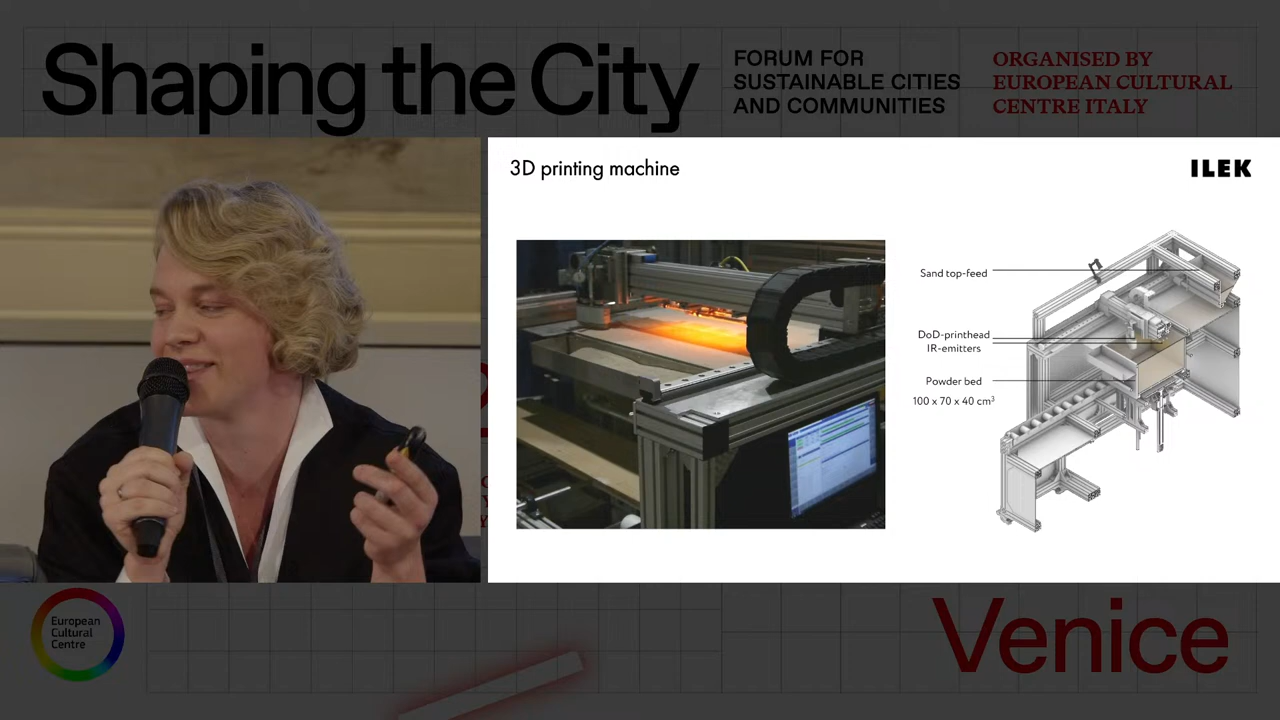 Shaping the City
FORUM FOR
SUSTAINABLE CITIES
AND COMMUNITIES
ORGANISED BY
EUROPEAN CULTURAL
CENTRE ITALY
3D printing machine
ILEK
Sand top-feed
DoD-printhead
IR-emitters
Powder bed
100 x 70 x 40 cm³
European
Cultural
Centre
Venice